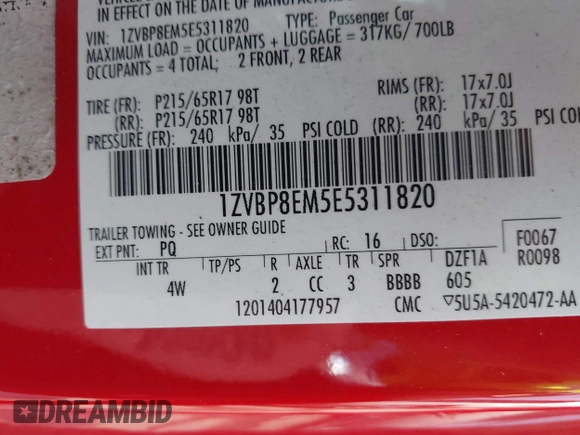 IN EFFECT ON THE DATE OF MANUFACTURE
VIN: 1ZVBP8EM5E5311820 TYPE: Passenger Car
MAXIMUM LOAD = OCCUPANTS + LUGGAGE = 317KG/ 700LB
OCCUPANTS = 4 TOTAL; 2 FRONT, 2 REAR
TIRE (FR): P215/65R17 98T RIMS (FR): 17x7.0J
(RR): P215/65R17 98T (RR): 17x7.0J
PRESSURE (FR): 240 kPa/ 35 PSI COLD (RR): 240 kPa/ 35
1ZVBP8EM5E5311820
TRAILER TOWING - SEE OWNER GUIDE
EXT PNT: PQ RC: 16 DSO: F0067
INT TR TP/PS R AXLE TR SPR DZF1A R0098
4W 2 CC 3 BBBB 605
1201404177957 CMC 5U5A-5420472-AA
DREAMBID